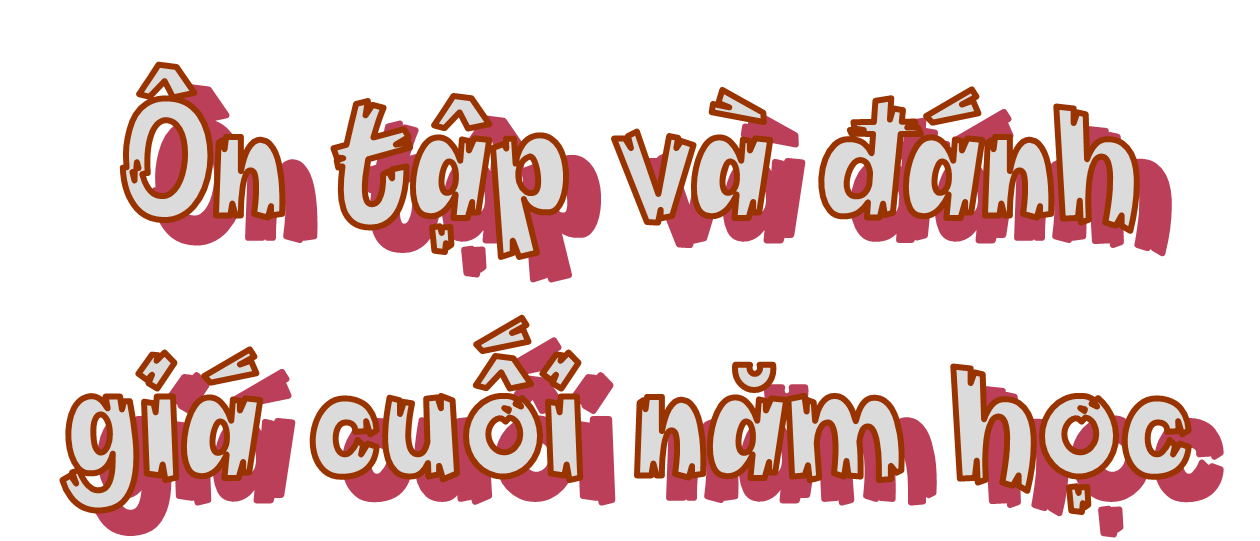 Ôn tập và đánh
giá cuối năm học